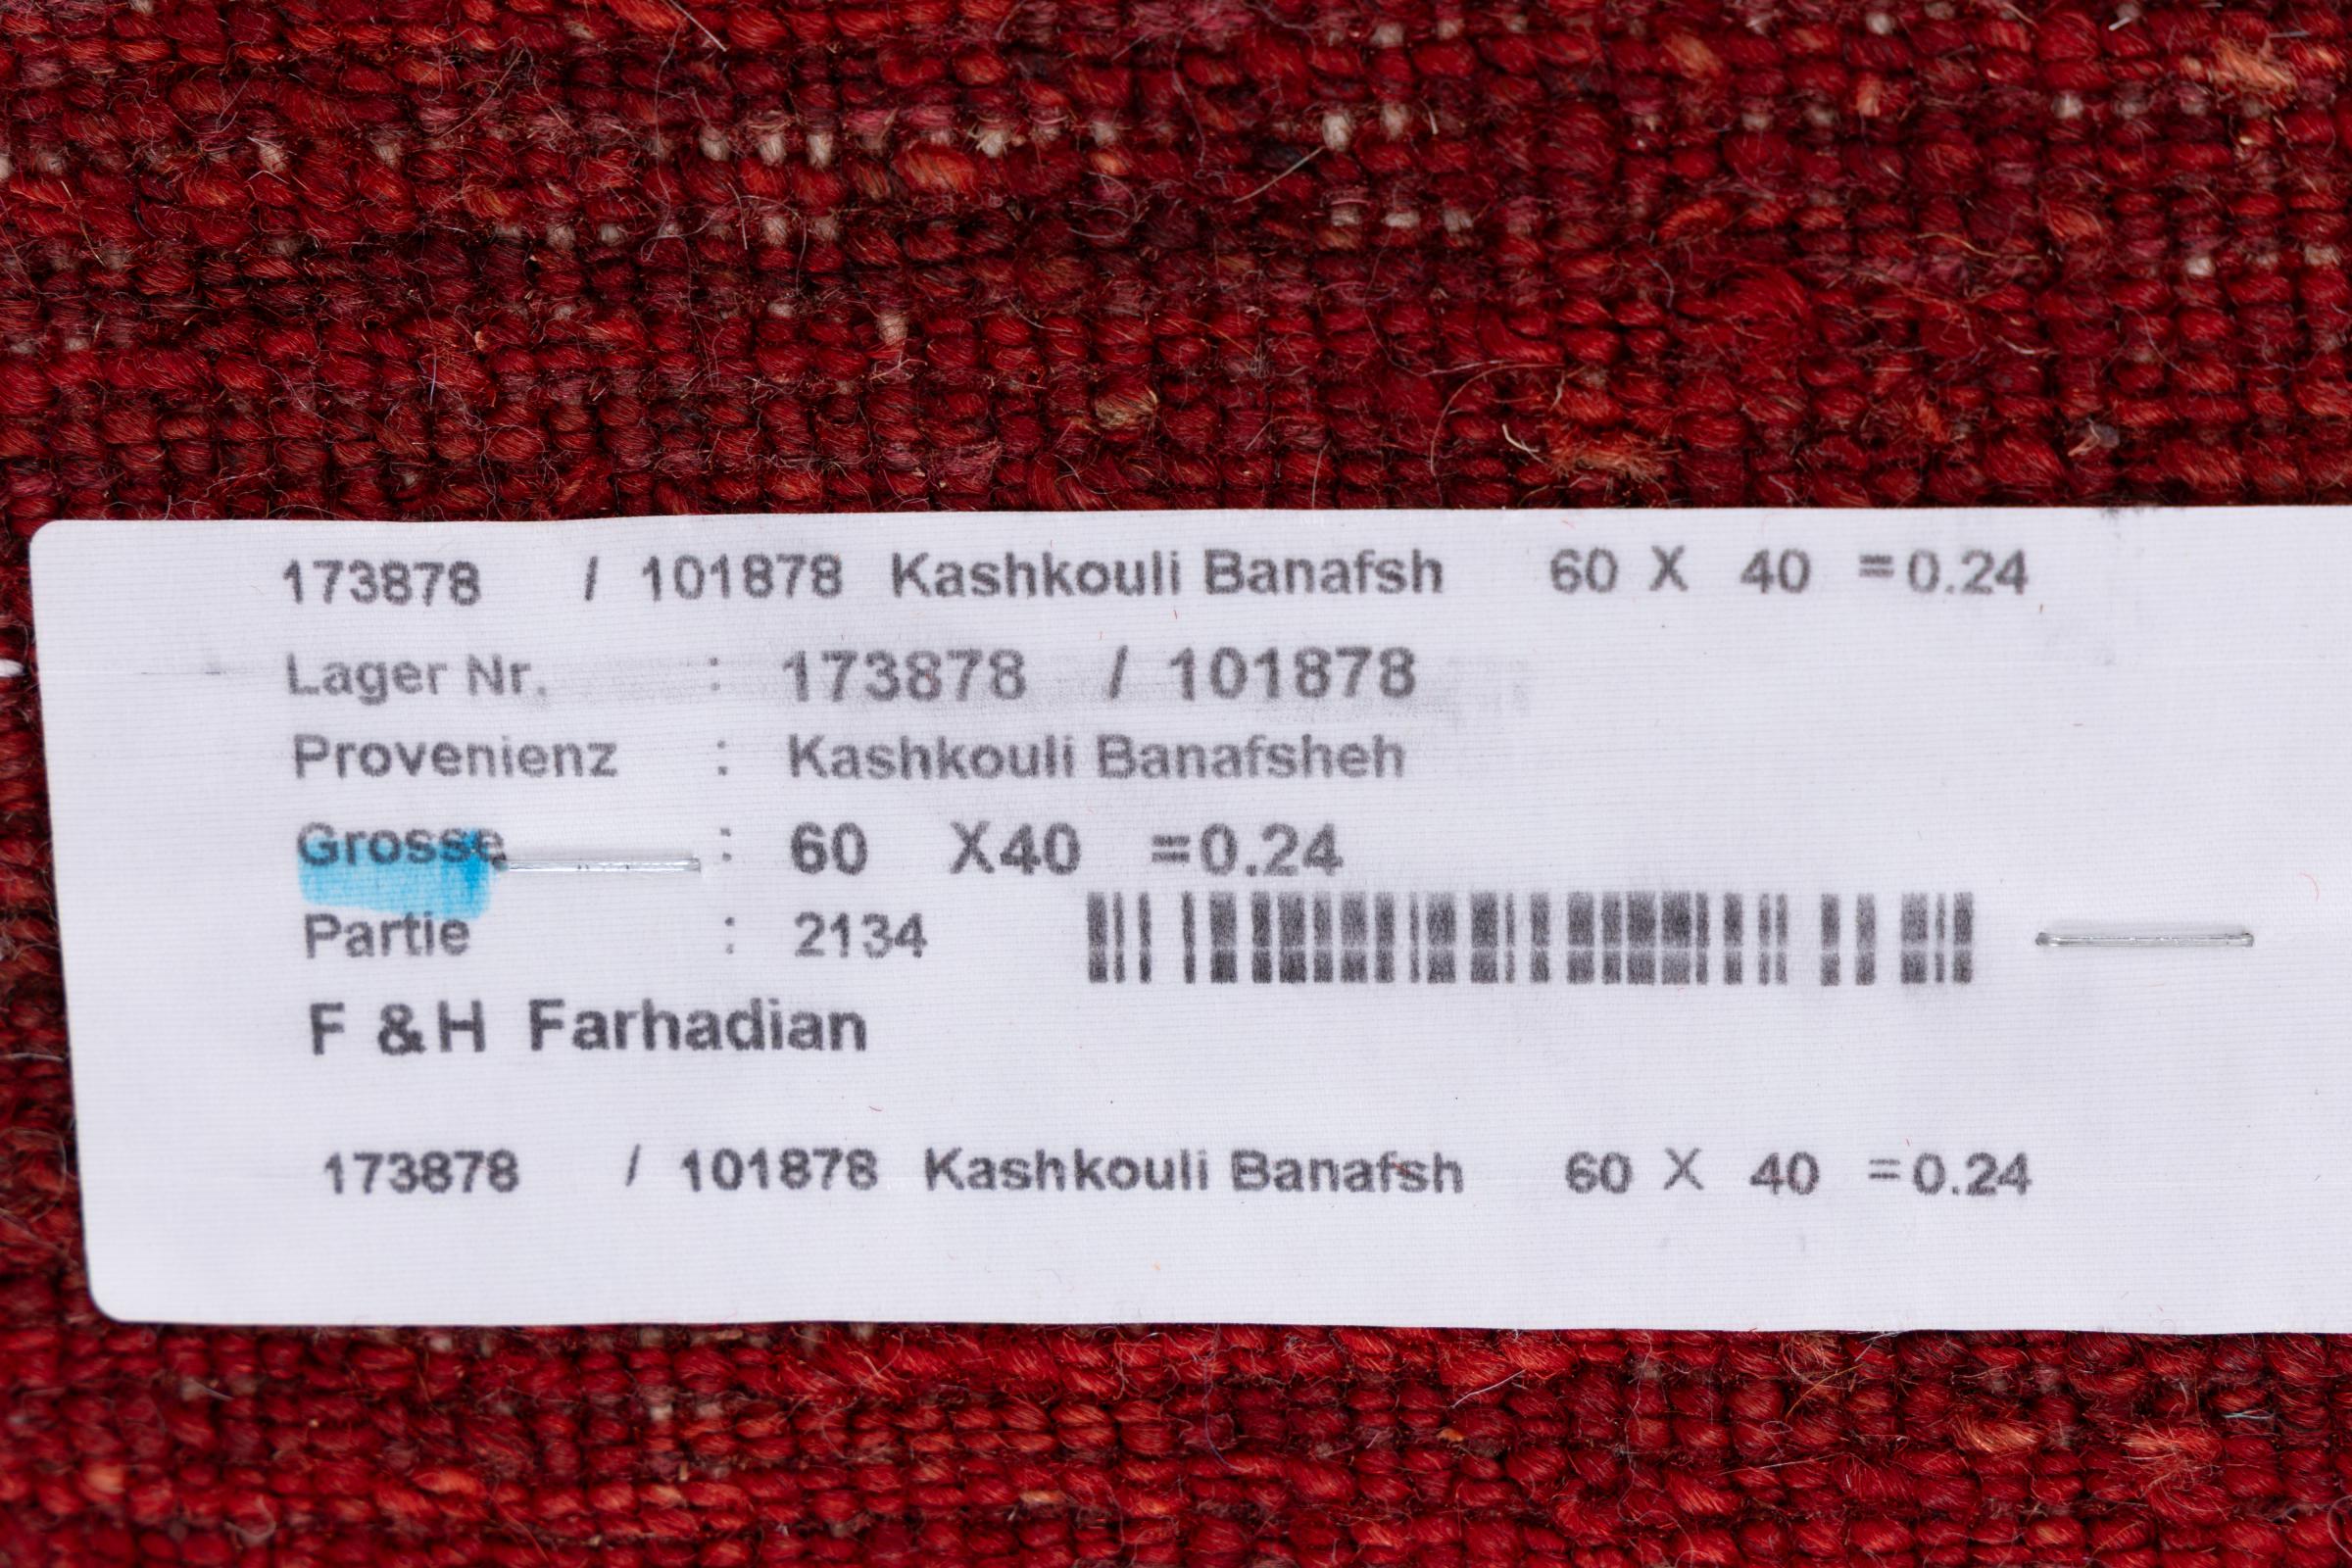 173878 / 101878 Kashkouli Banafsh 60 X 40 =0.24
Lager Nr. : 173878 / 101878
Provenienz : Kashkouli Banafsheh
Grosse : 60 X40 =0.24
Partie : 2134
F &H Farhadian
173878 / 101878 Kashkouli Banafsh 60 X 40 =0.24